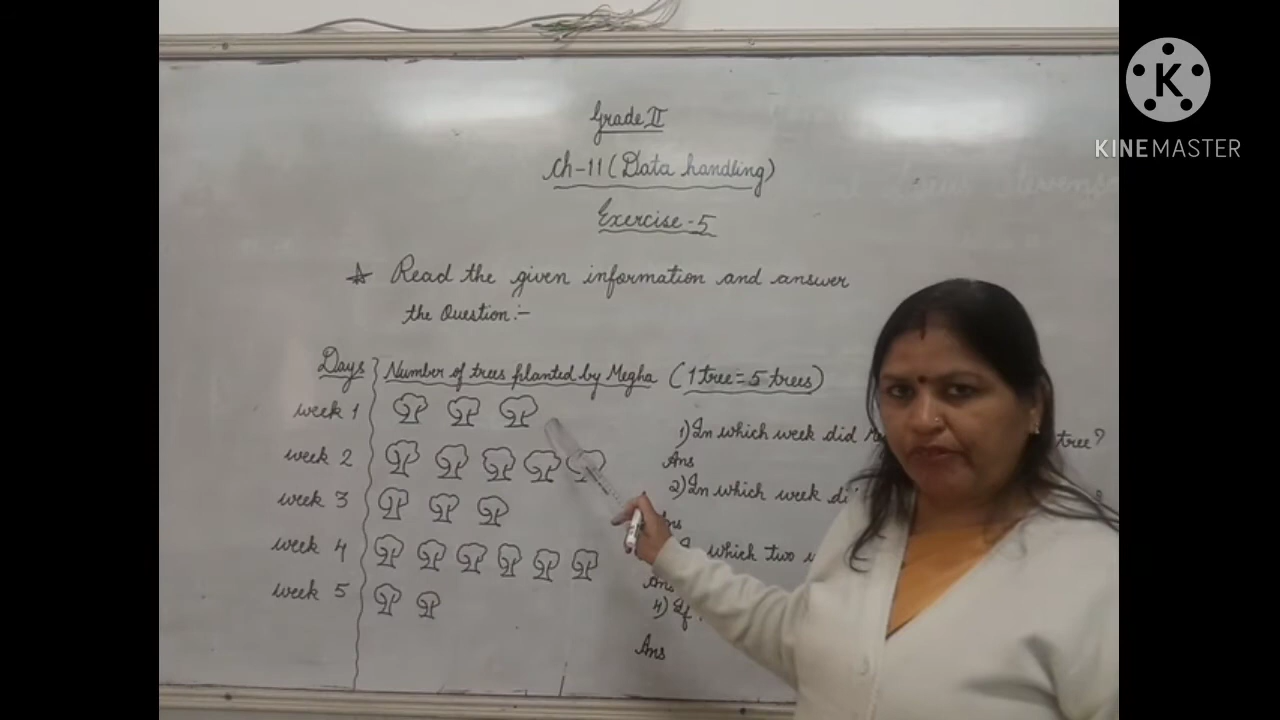 Grade II
Ch-11 (Data handling)
Exercise-5
Read the given information and answer
the Question:-
Days Number of trees planted by Megha (1 tree = 5 trees)
week 1
week 2
week 3
week 4
week 5
1) In which week did tree?
Ans
2) In which week
Ans
which two
Ans
4) If
Ans
KINEMASTER